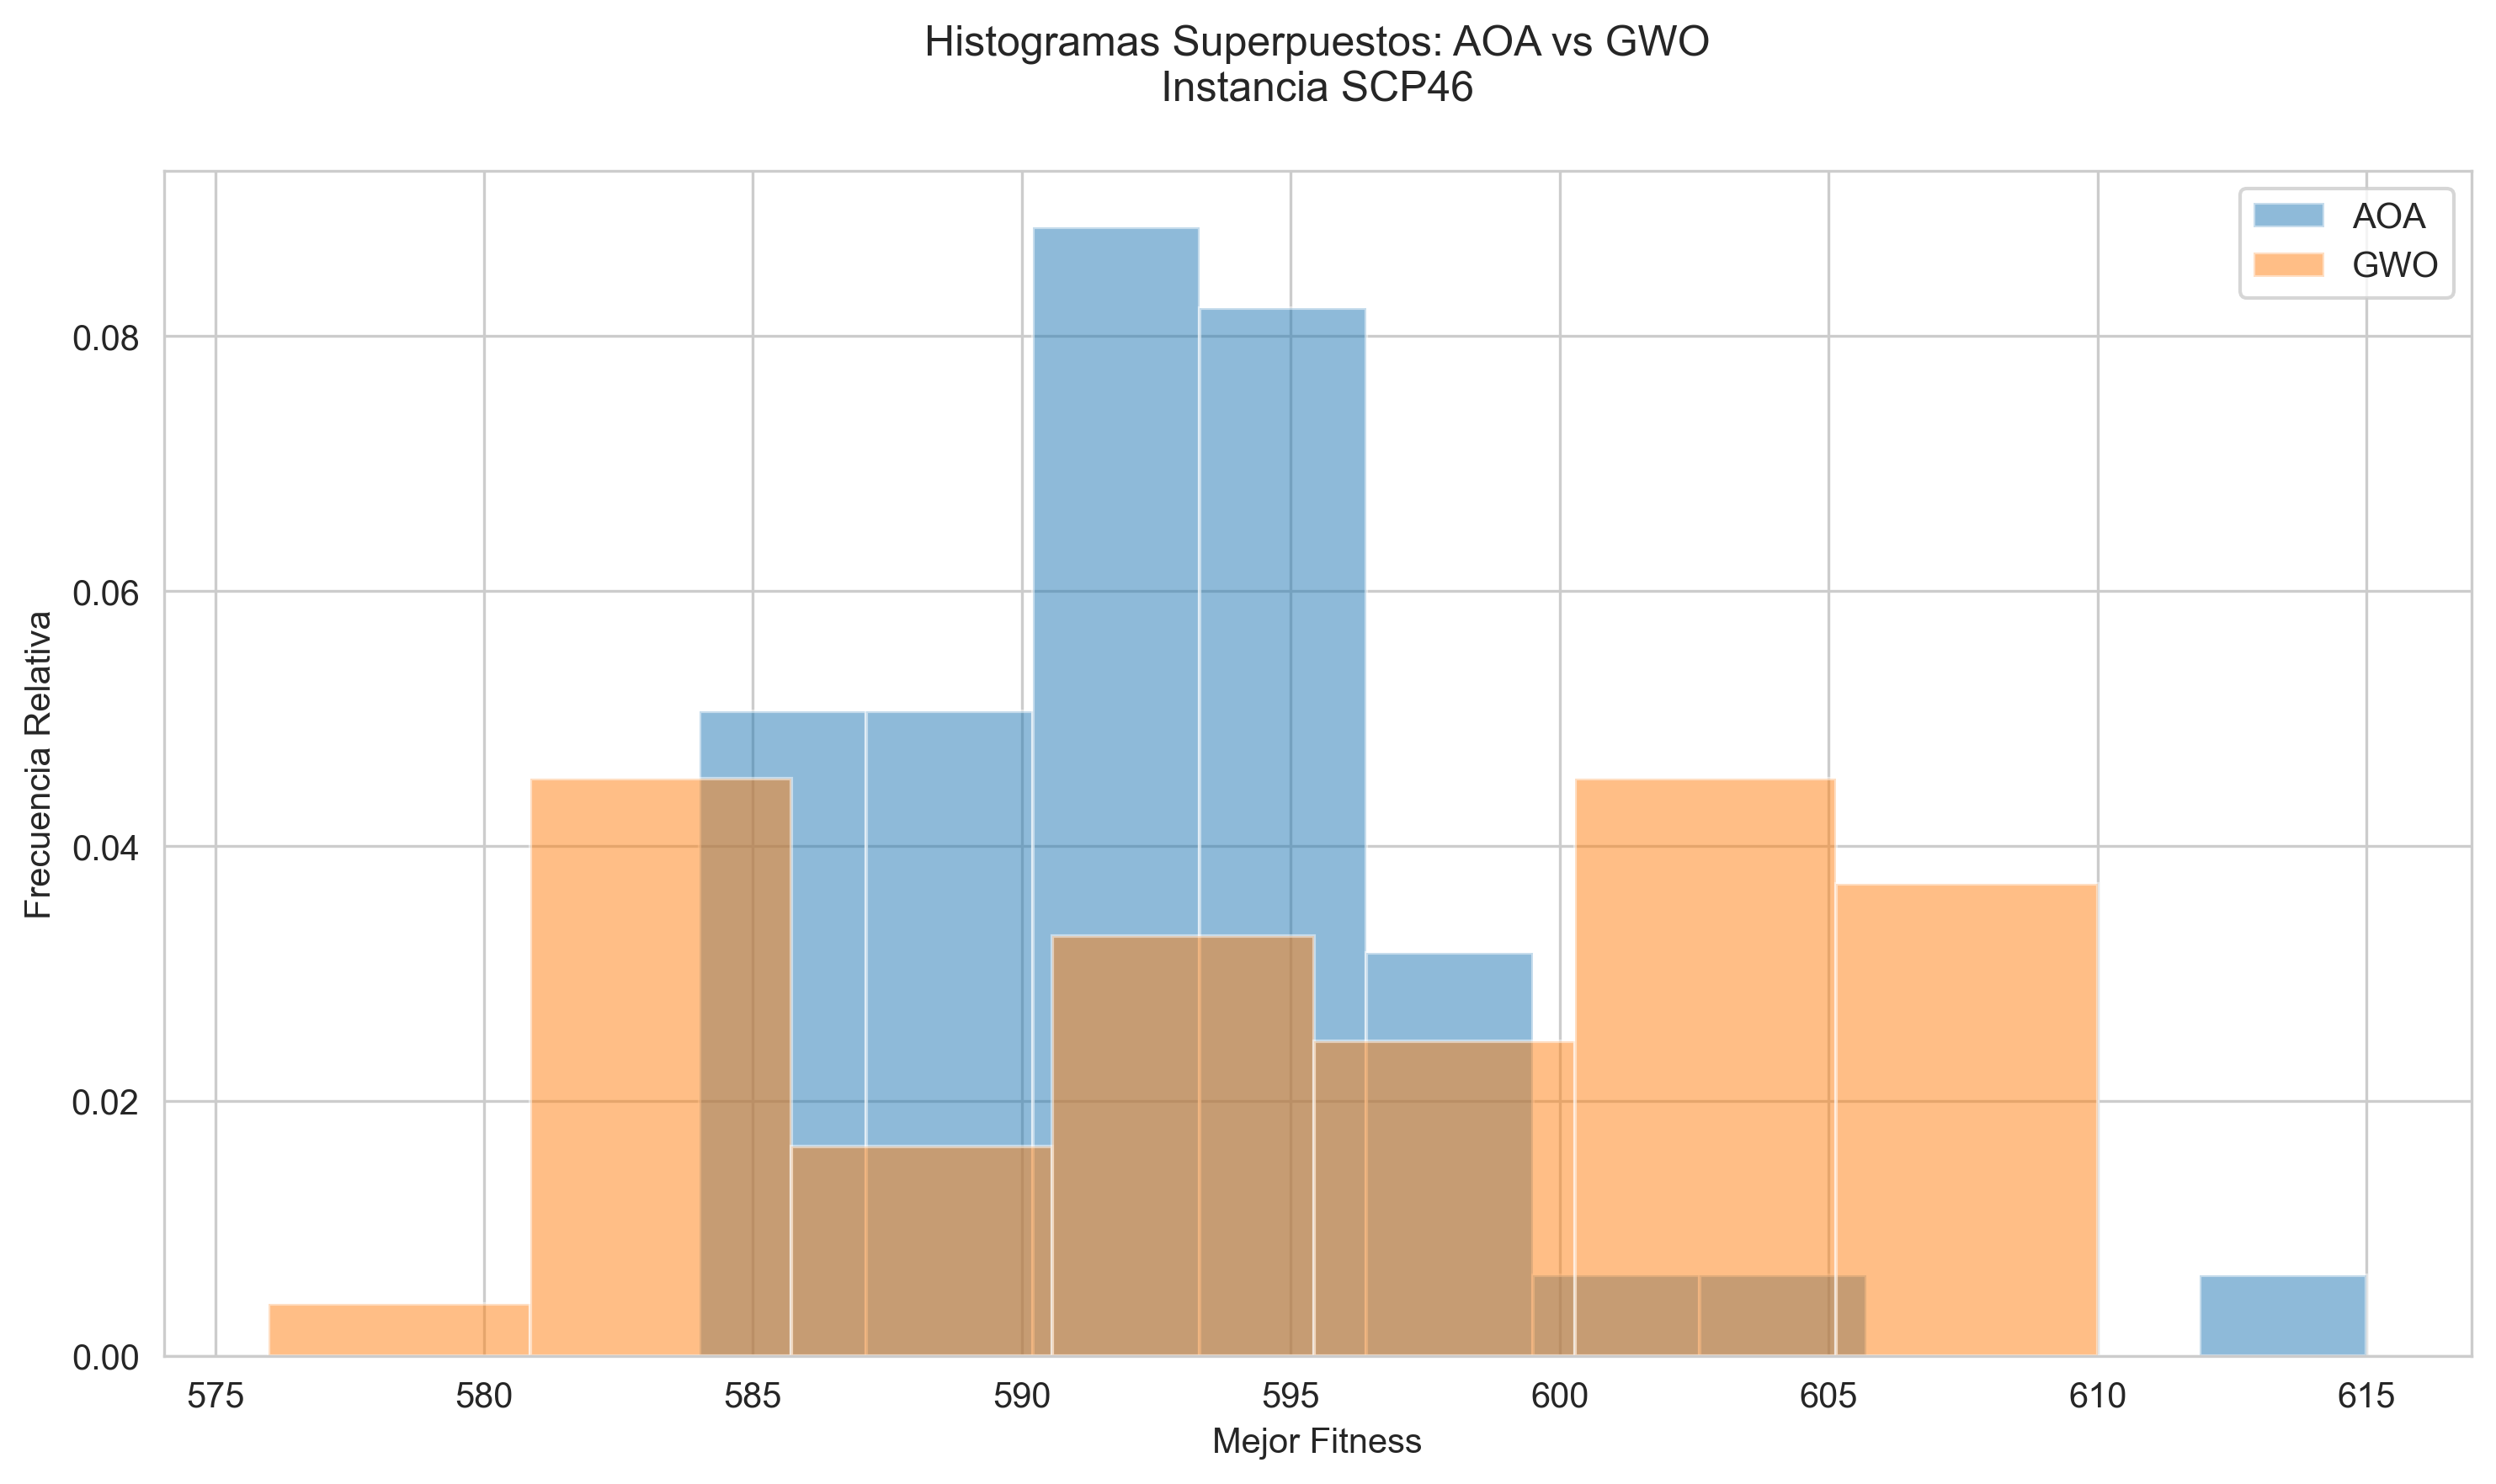 Histogramas Superpuestos: AOA vs GWO
Instancia SCP46
AOA
GWO
Frecuencia Relativa
0.08
0.06
0.04
0.02
0.00
575 580 585 590 595 600 605 610 615
Mejor Fitness